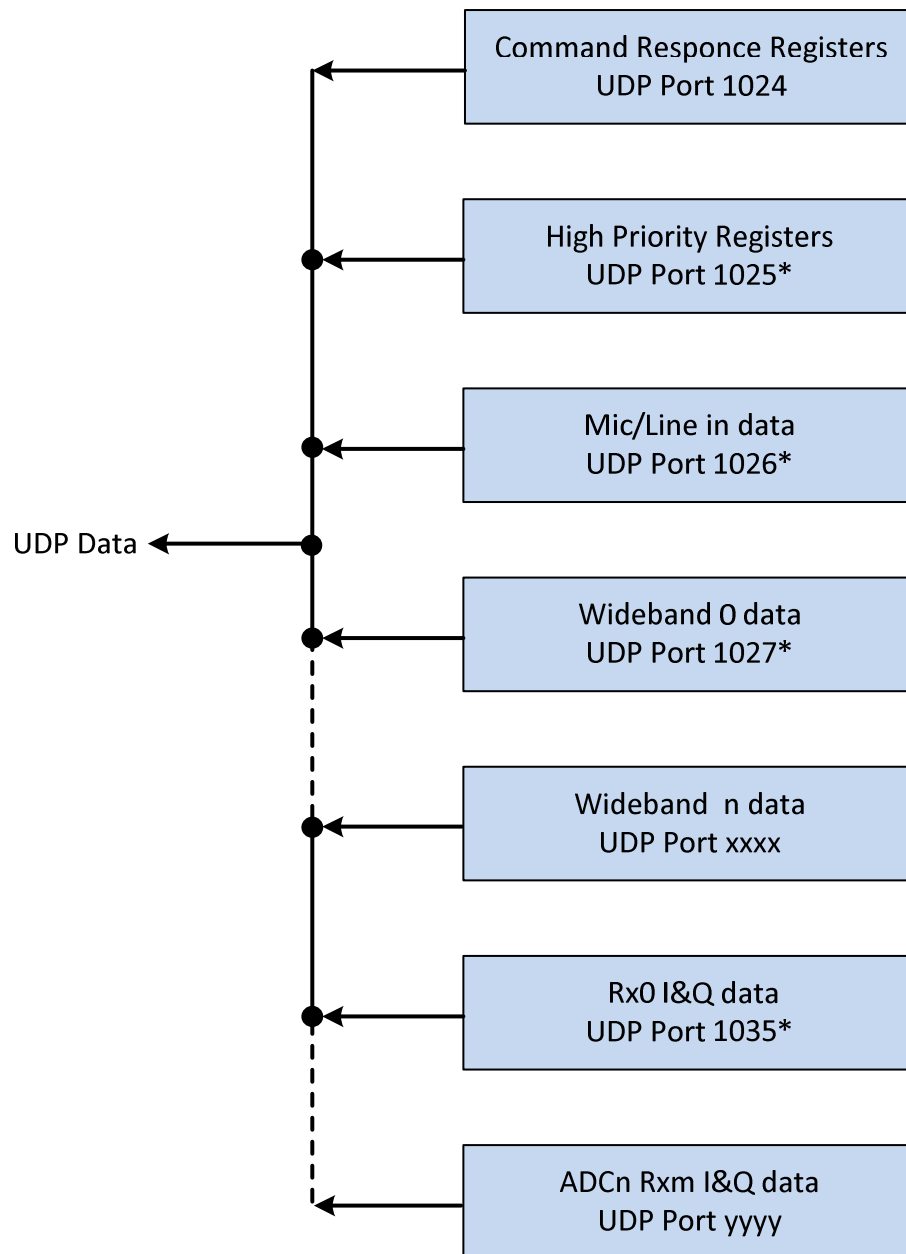 Command Responce Registers
UDP Port 1024
High Priority Registers
UDP Port 1025*
Mic/Line in data
UDP Port 1026*
UDP Data
Wideband 0 data
UDP Port 1027*
Wideband n data
UDP Port xxxx
Rx0 I&Q data
UDP Port 1035*
ADCn Rxm I&Q data
UDP Port yyyy